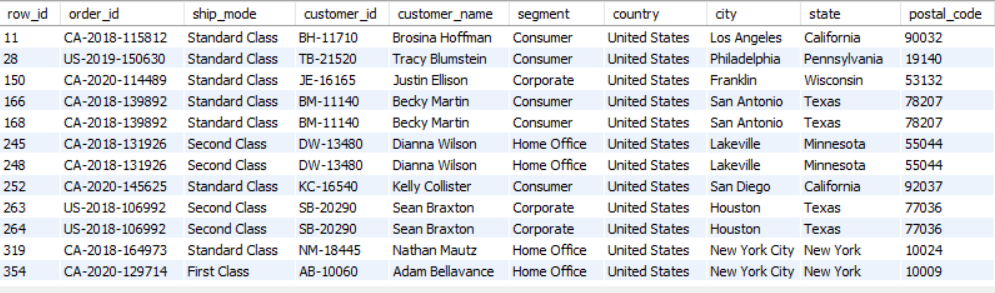 row_id order_id ship_mode customer_id customer_name segment country city state postal_code
11 CA-2018-115812 Standard Class BH-11710 Brosina Hoffman Consumer United States Los Angeles California 90032
28 US-2019-150630 Standard Class TB-21520 Tracy Blumstein Consumer United States Philadelphia Pennsylvania 19140
150 CA-2020-114489 Standard Class JE-16165 Justin Ellison Corporate United States Franklin Wisconsin 53132
166 CA-2018-139892 Standard Class BM-11140 Becky Martin Consumer United States San Antonio Texas 78207
168 CA-2018-139892 Standard Class BM-11140 Becky Martin Consumer United States San Antonio Texas 78207
245 CA-2018-131926 Second Class DW-13480 Dianna Wilson Home Office United States Lakeville Minnesota 55044
248 CA-2018-131926 Second Class DW-13480 Dianna Wilson Home Office United States Lakeville Minnesota 55044
252 CA-2020-145625 Standard Class KC-16540 Kelly Collister Consumer United States San Diego California 92037
263 US-2018-106992 Second Class SB-20290 Sean Braxton Corporate United States Houston Texas 77036
264 US-2018-106992 Second Class SB-20290 Sean Braxton Corporate United States Houston Texas 77036
319 CA-2018-164973 Standard Class NM-18445 Nathan Mautz Home Office United States New York City New York 10024
354 CA-2020-129714 First Class AB-10060 Adam Bellavance Home Office United States New York City New York 10009